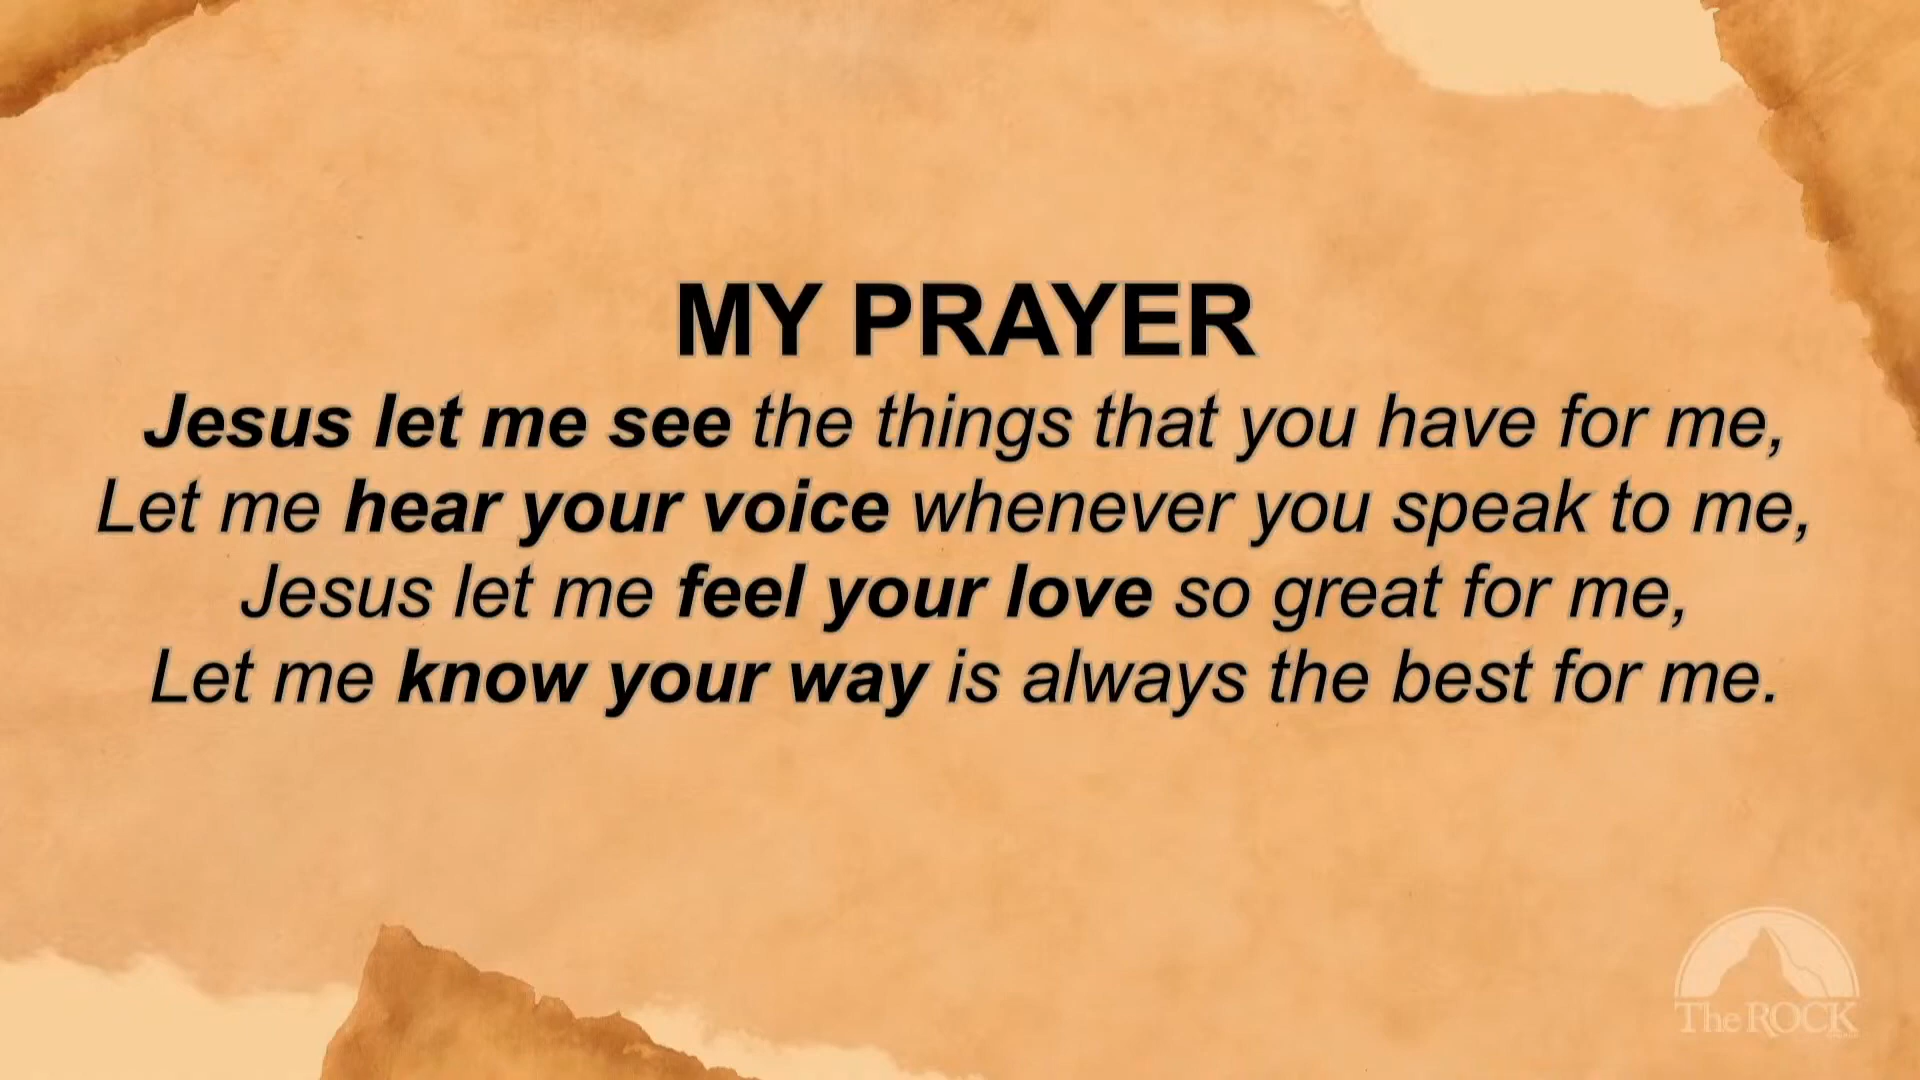 MY PRAYER
Jesus let me see the things that you have for me,
Let me hear your voice whenever you speak to me,
Jesus let me feel your love so great for me,
Let me know your way is always the best for me.
The ROCK